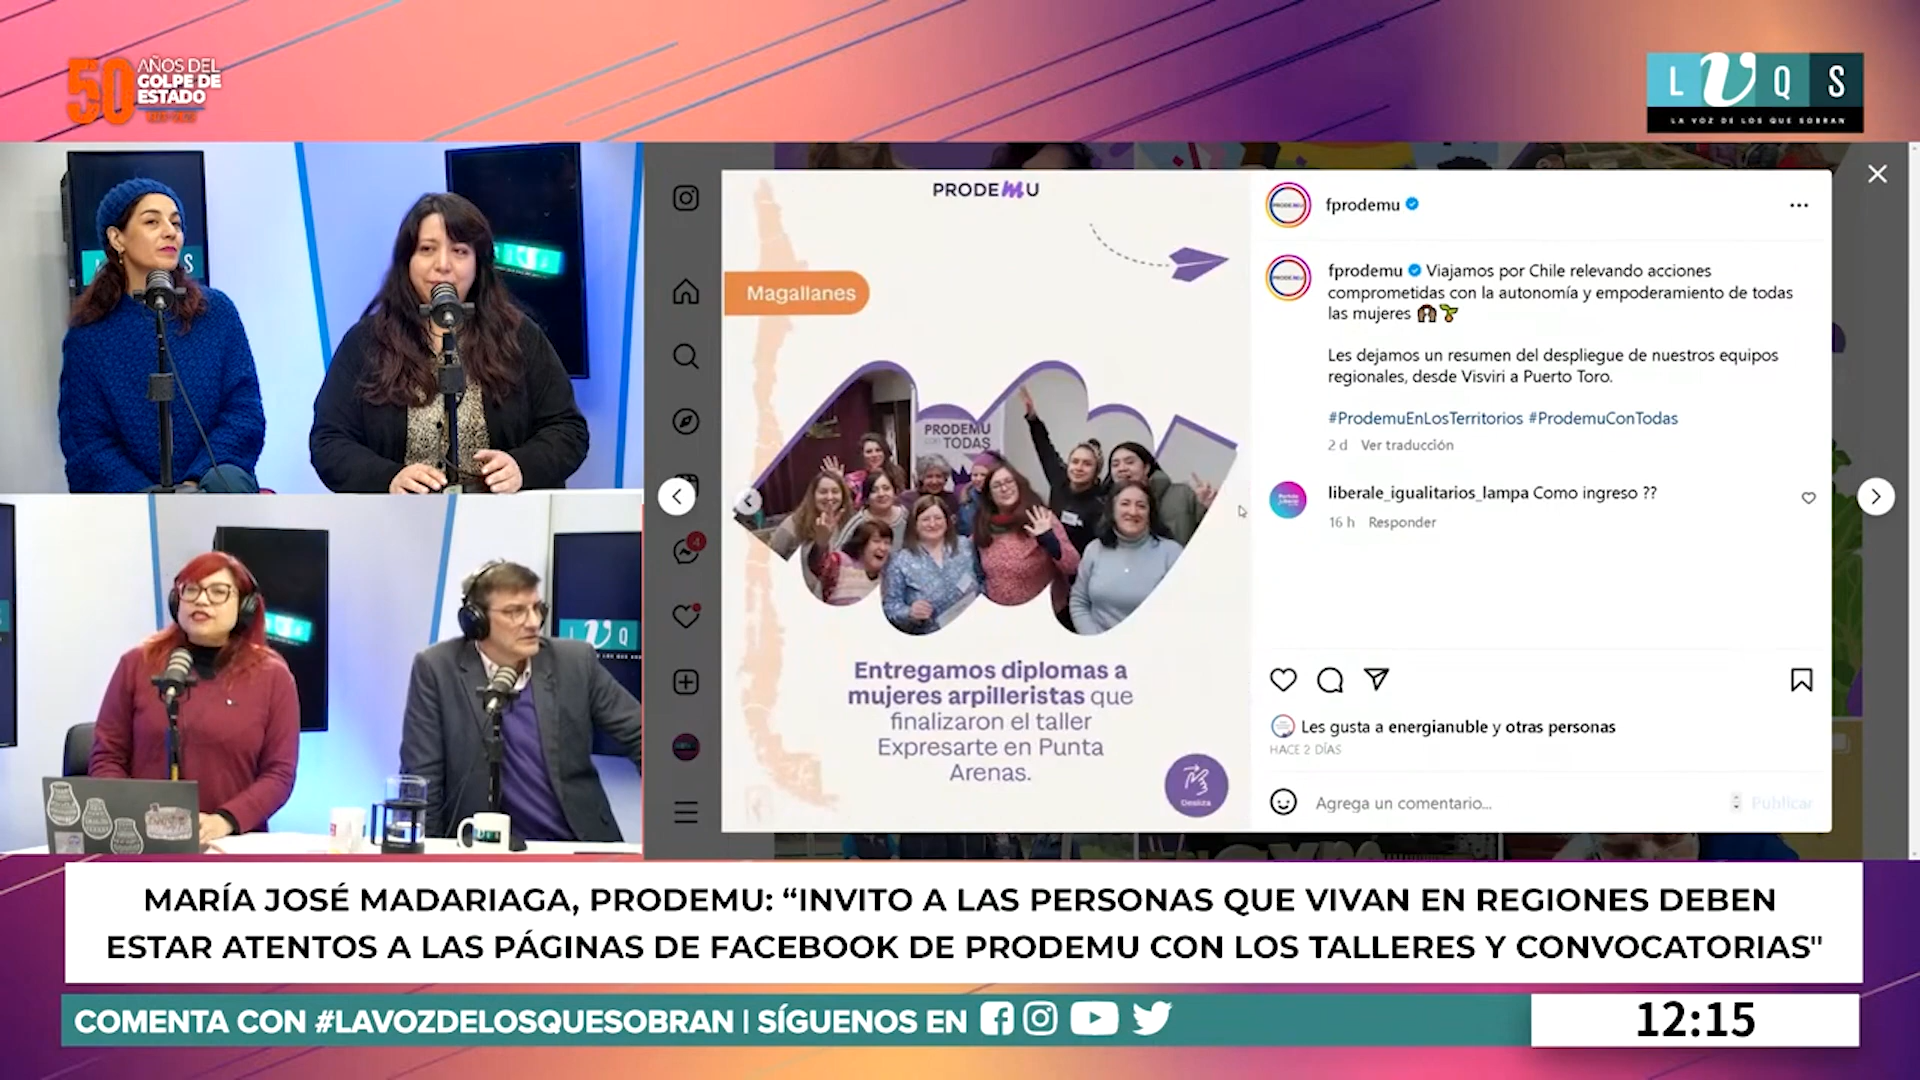 50 AÑOS DEL
GOLPE DE
ESTADO
L V Q S
LA VOZ DE LOS QUE SOBRAN
PRODEMU
Magallanes
PRODEMU
CON TODAS
Entregamos diplomas a
mujeres arpilleristas que
finalizaron el taller
Expresarte en Punta
Arenas.
Desliza
fprodemu
fprodemu Viajamos por Chile relevando acciones
comprometidas con la autonomía y empoderamiento de todas
las mujeres
Les dejamos un resumen del despliegue de nuestros equipos
regionales, desde Visviri a Puerto Toro.
#ProdemuEnLosTerritorios #ProdemuConTodas
2 d Ver traducción
liberale_igualitarios_lampa Como ingreso ??
16 h Responder
4
Les gusta a energianuble y otras personas
HACE 2 DÍAS
Agrega un comentario...
Publicar
MARÍA JOSÉ MADARIAGA, PRODEMU: “INVITO A LAS PERSONAS QUE VIVAN EN REGIONES DEBEN
ESTAR ATENTOS A LAS PÁGINAS DE FACEBOOK DE PRODEMU CON LOS TALLERES Y CONVOCATORIAS"
COMENTA CON #LAVOZDELOSQUESOBRAN | SÍGUENOS EN
12:15